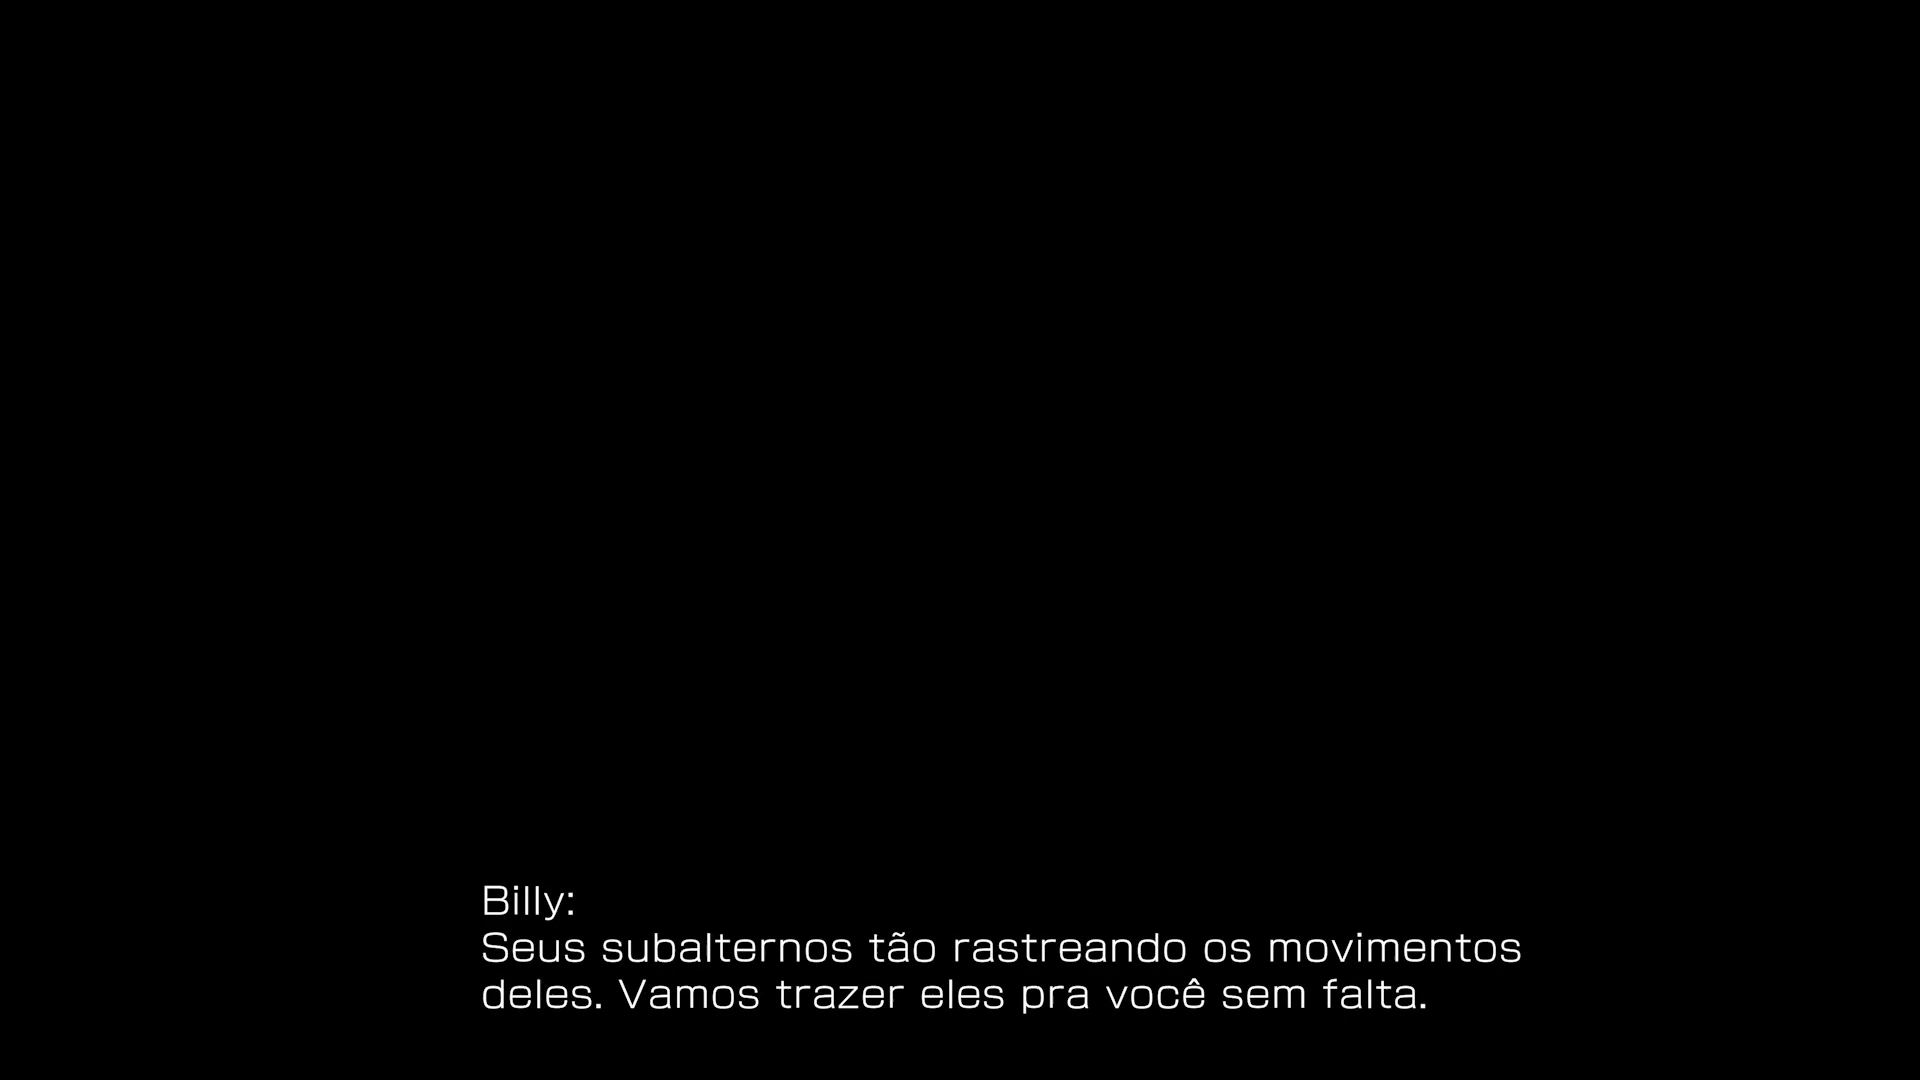 Billy:
Seus subalternos tão rastreando os movimentos
deles. Vamos trazer eles pra você sem falta.